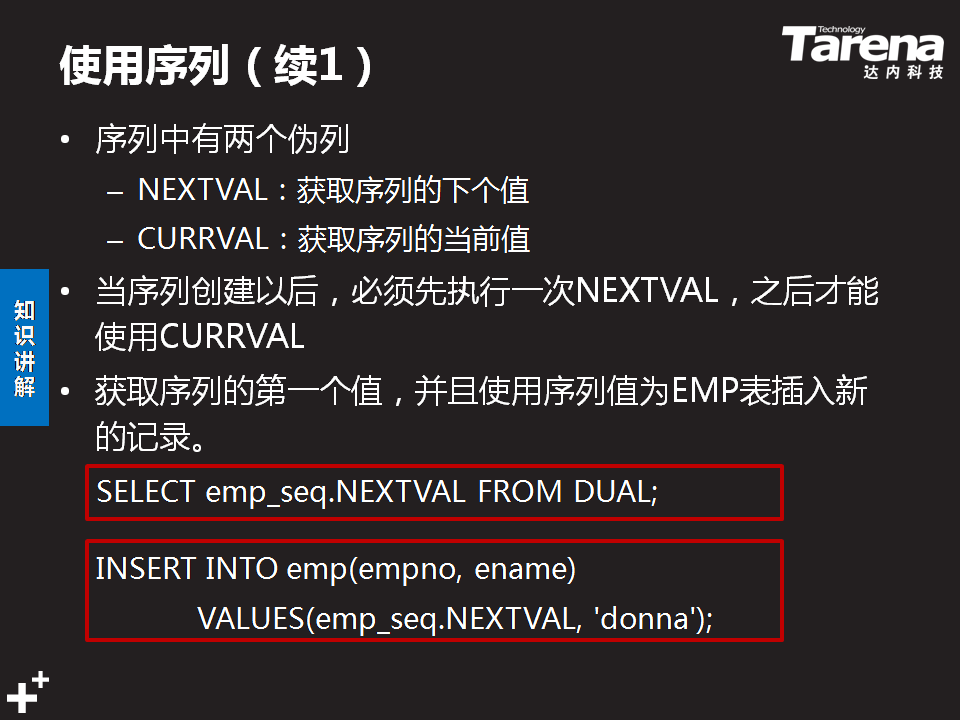 使用序列（续1）
Technology
Tarena
达内科技
• 序列中有两个伪列
– NEXTVAL：获取序列的下个值
– CURRVAL：获取序列的当前值
• 当序列创建以后，必须先执行一次NEXTVAL，之后才能
使用CURRVAL
知识讲解
• 获取序列的第一个值，并且使用序列值为EMP表插入新
的记录。
SELECT emp_seq.NEXTVAL FROM DUAL;
INSERT INTO emp(empno, ename)
VALUES(emp_seq.NEXTVAL, 'donna');